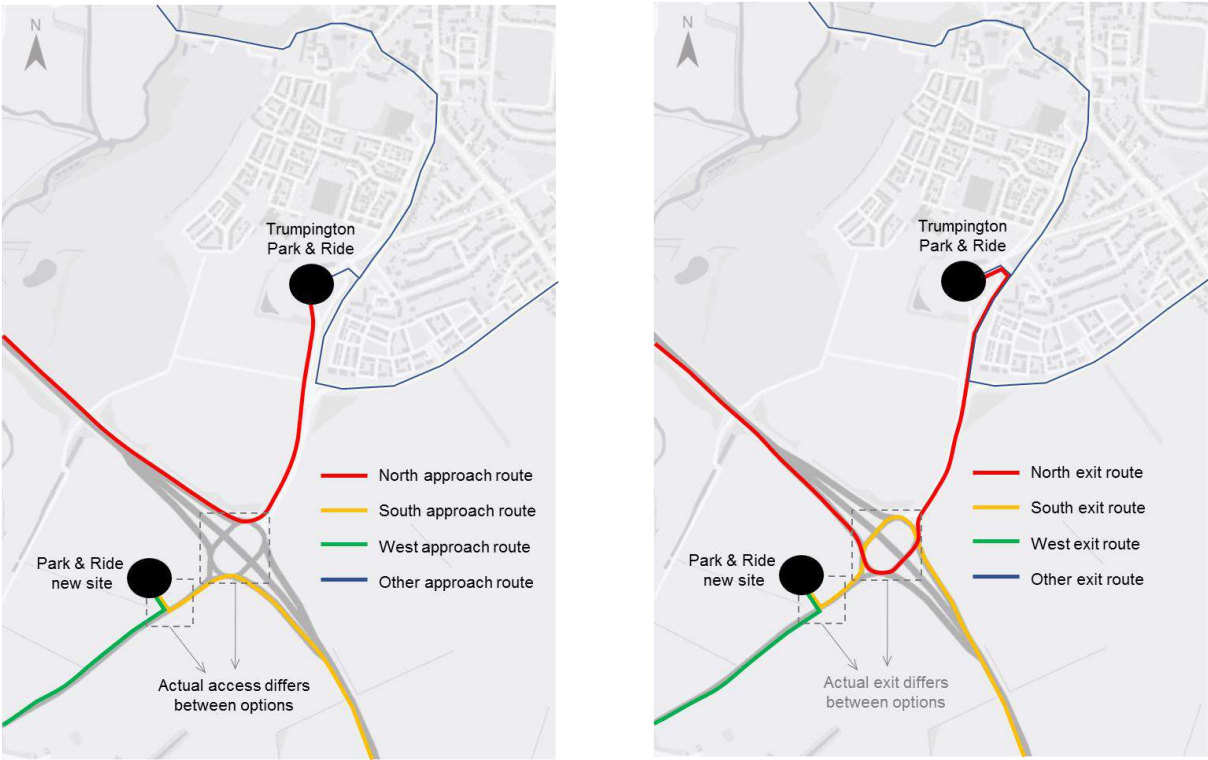 N
Trumpington
Park & Ride
North approach route
South approach route
West approach route
Other approach route
Park & Ride
new site
Actual access differs
between options
N
Trumpington
Park & Ride
North exit route
South exit route
West exit route
Other exit route
Park & Ride
new site
Actual exit differs
between options